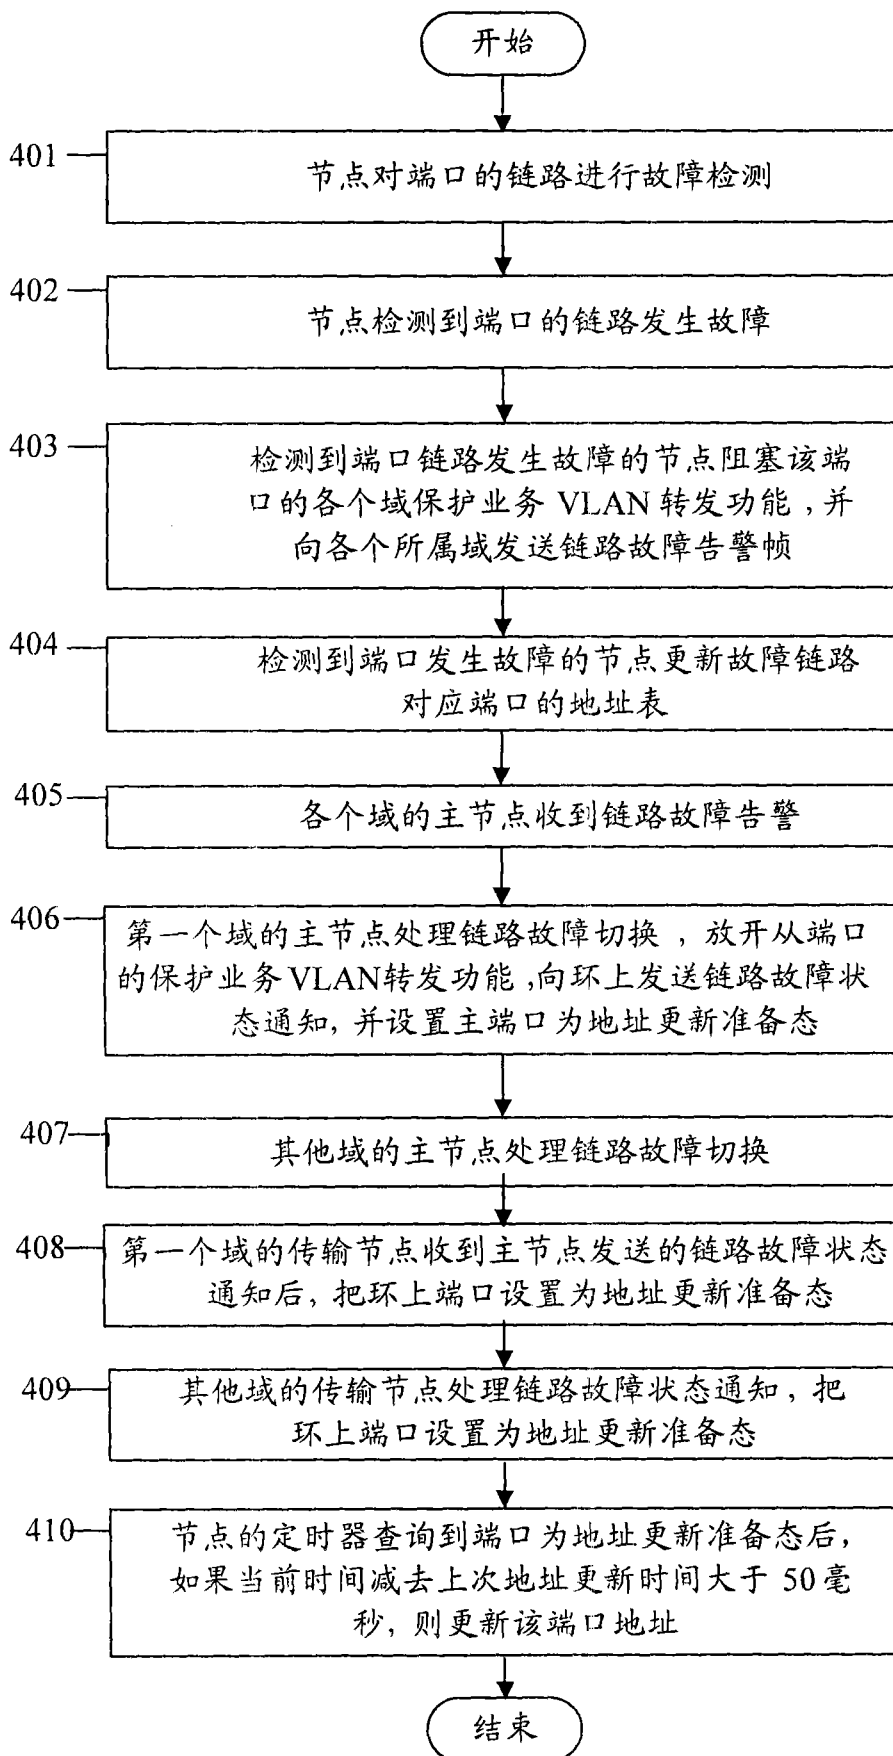 开始
401
节点对端口的链路进行故障检测
402
节点检测到端口的链路发生故障
403
检测到端口链路发生故障的节点阻塞该端
口的各个域保护业务 VLAN 转发功能，并
向各个所属域发送链路故障告警帧
404
检测到端口发生故障的节点更新故障链路
对应端口的地址表
405
各个域的主节点收到链路故障告警
406
第一个域的主节点处理链路故障切换，放开从端口
的保护业务VLAN转发功能，向环上发送链路故障状
态通知，并设置主端口为地址更新准备态
407
其他域的主节点处理链路故障切换
408
第一个域的传输节点收到主节点发送的链路故障状态
通知后，把环上端口设置为地址更新准备态
409
其他域的传输节点处理链路故障状态通知，把
环上端口设置为地址更新准备态
410
节点的定时器查询到端口为地址更新准备态后，
如果当前时间减去上次地址更新时间大于 50毫
秒，则更新该端口地址
结束